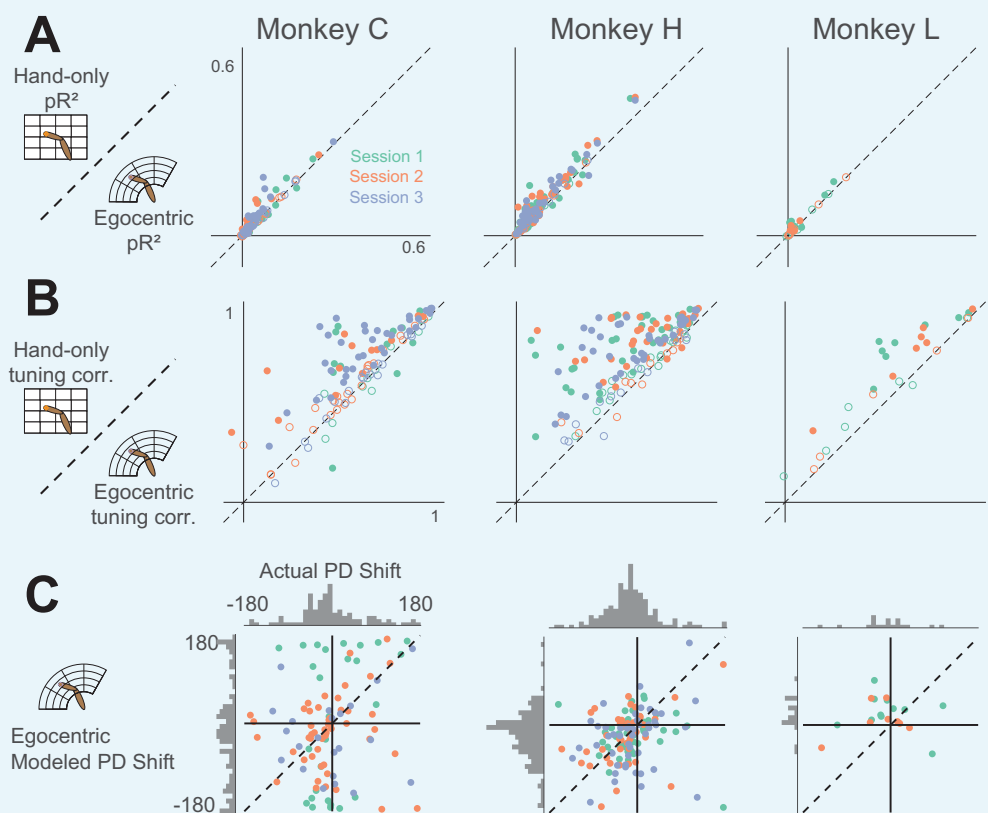 A
Monkey C
Monkey H
Monkey L
Hand-only
pR²
Egocentric
pR²
0.6
0.6
Session 1
Session 2
Session 3
B
Hand-only
tuning corr.
Egocentric
tuning corr.
1
1
C
Actual PD Shift
-180
180
180
-180
Egocentric
Modeled PD Shift